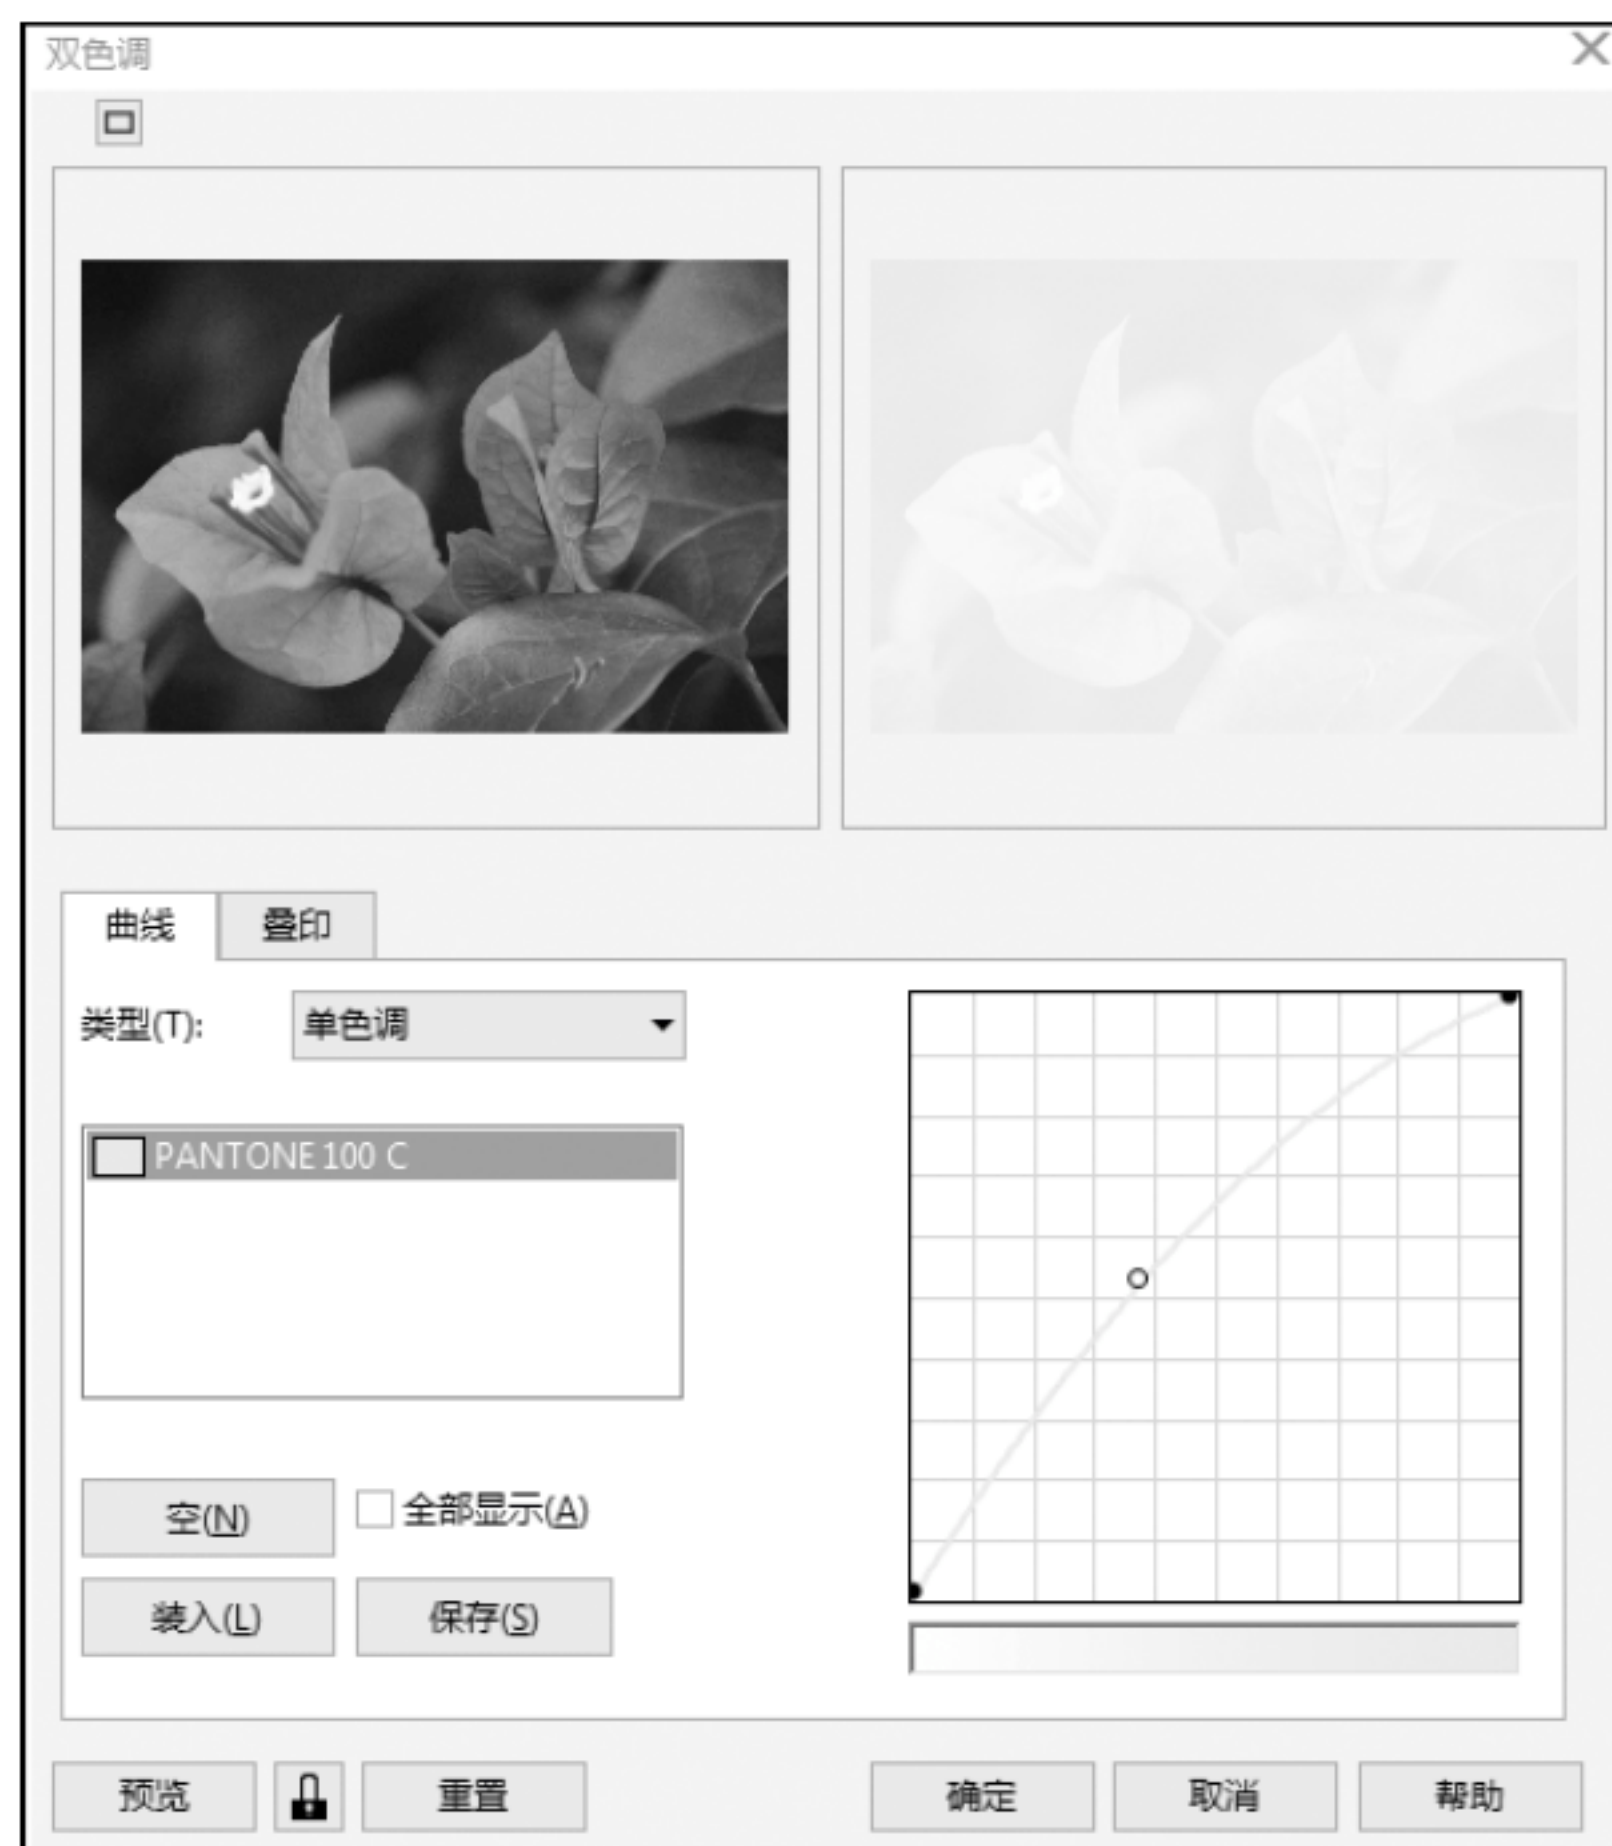 双色调
曲线 叠印
类型(T): 单色调
PANTONE 100 C
空(N) 全部显示(A)
装入(L) 保存(S)
预览 重置 确定 取消 帮助